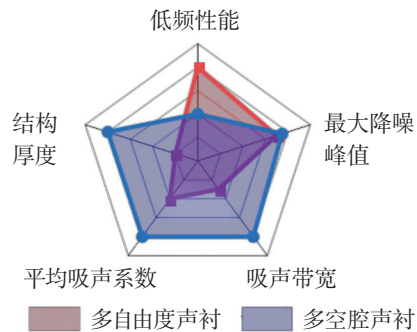 低频性能
结构
厚度
最大降噪
峰值
平均吸声系数
吸声带宽
多自由度声衬
多空腔声衬